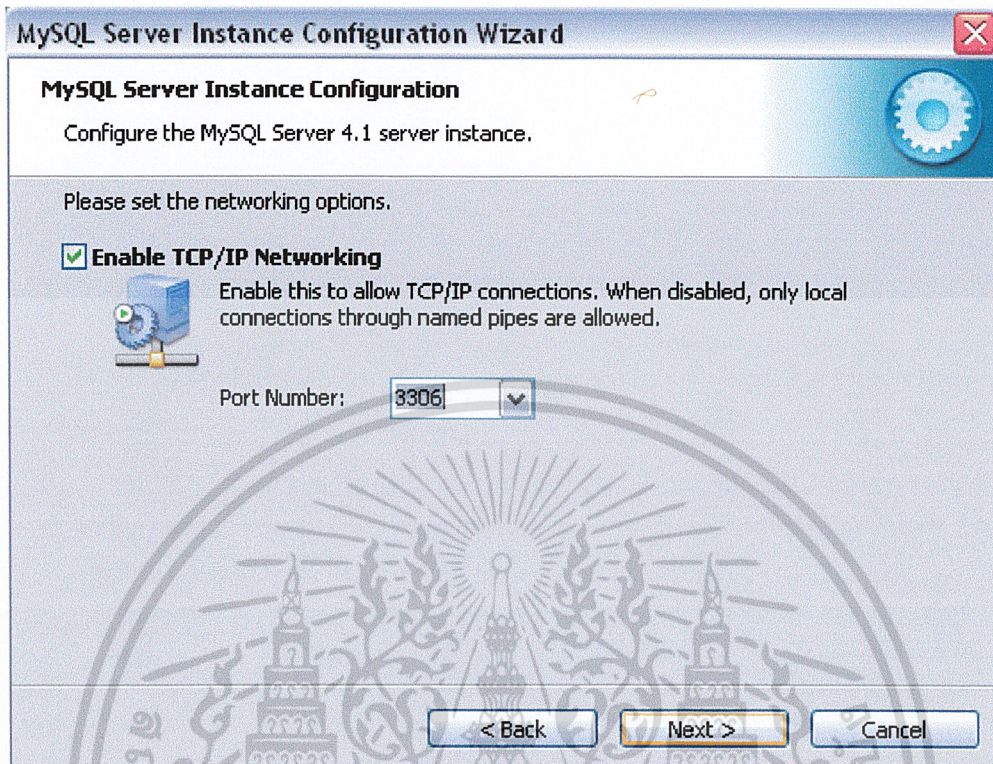 MySQL Server Instance Configuration Wizard
MySQL Server Instance Configuration
Configure the MySQL Server 4.1 server instance.
Please set the networking options.
Enable TCP/IP Networking
Enable this to allow TCP/IP connections. When disabled, only local
connections through named pipes are allowed.
Port Number: 3306
< Back Next > Cancel